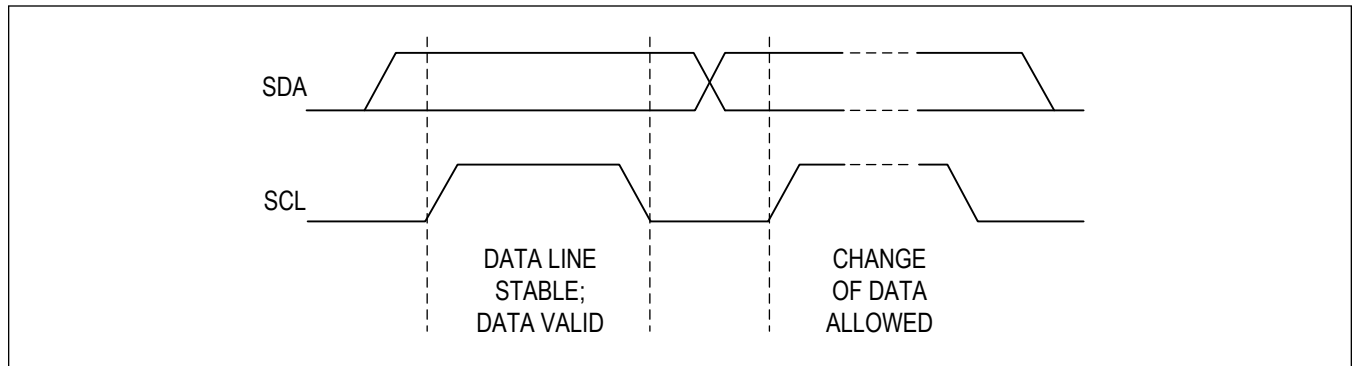 SDA
SCL
DATA LINE
STABLE;
DATA VALID
CHANGE
OF DATA
ALLOWED